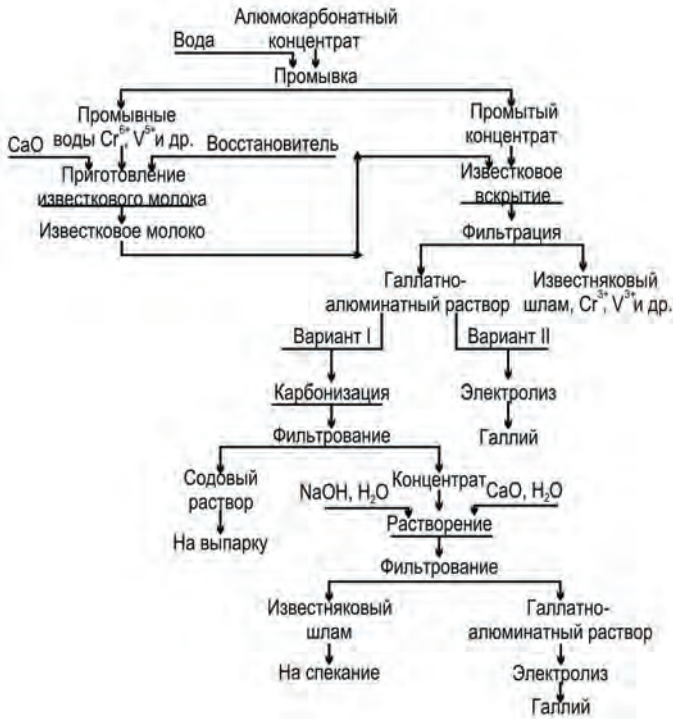 Алюмокарбонатный
концентрат
Вода
Промывка
Промывные
воды Cr⁶⁺, V⁵⁺ и др.
CaO
Восстановитель
Приготовление
известкового молока
Известковое молоко
Промытый
концентрат
Известковое
вскрытие
Фильтрация
Галлатно-
алюминатный раствор
Известняковый
шлам, Cr³⁺, V³⁺ и др.
Вариант I
Вариант II
Карбонизация
Электролиз
Фильтрование
Галлий
Содовый
раствор
На выпарку
Концентрат
NaOH, H₂O
CaO, H₂O
Растворение
Фильтрование
Известняковый
шлам
На спекание
Галлатно-
алюминатный раствор
Электролиз
Галлий